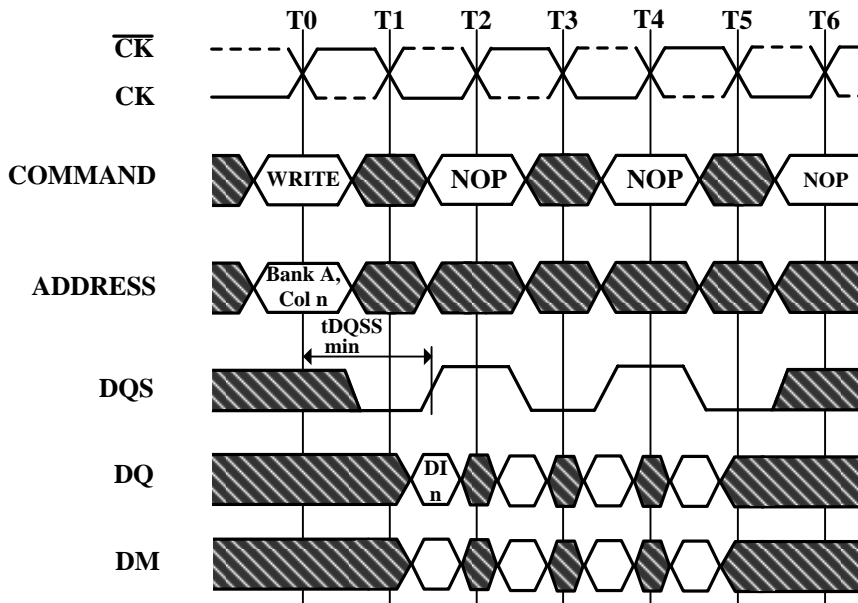 T0 T1 T2 T3 T4 T5 T6
CK
CK
COMMAND
WRITE NOP NOP NOP
ADDRESS
Bank A,
Col n
tDQSS
min
DQS
DQ
DI
n
DM